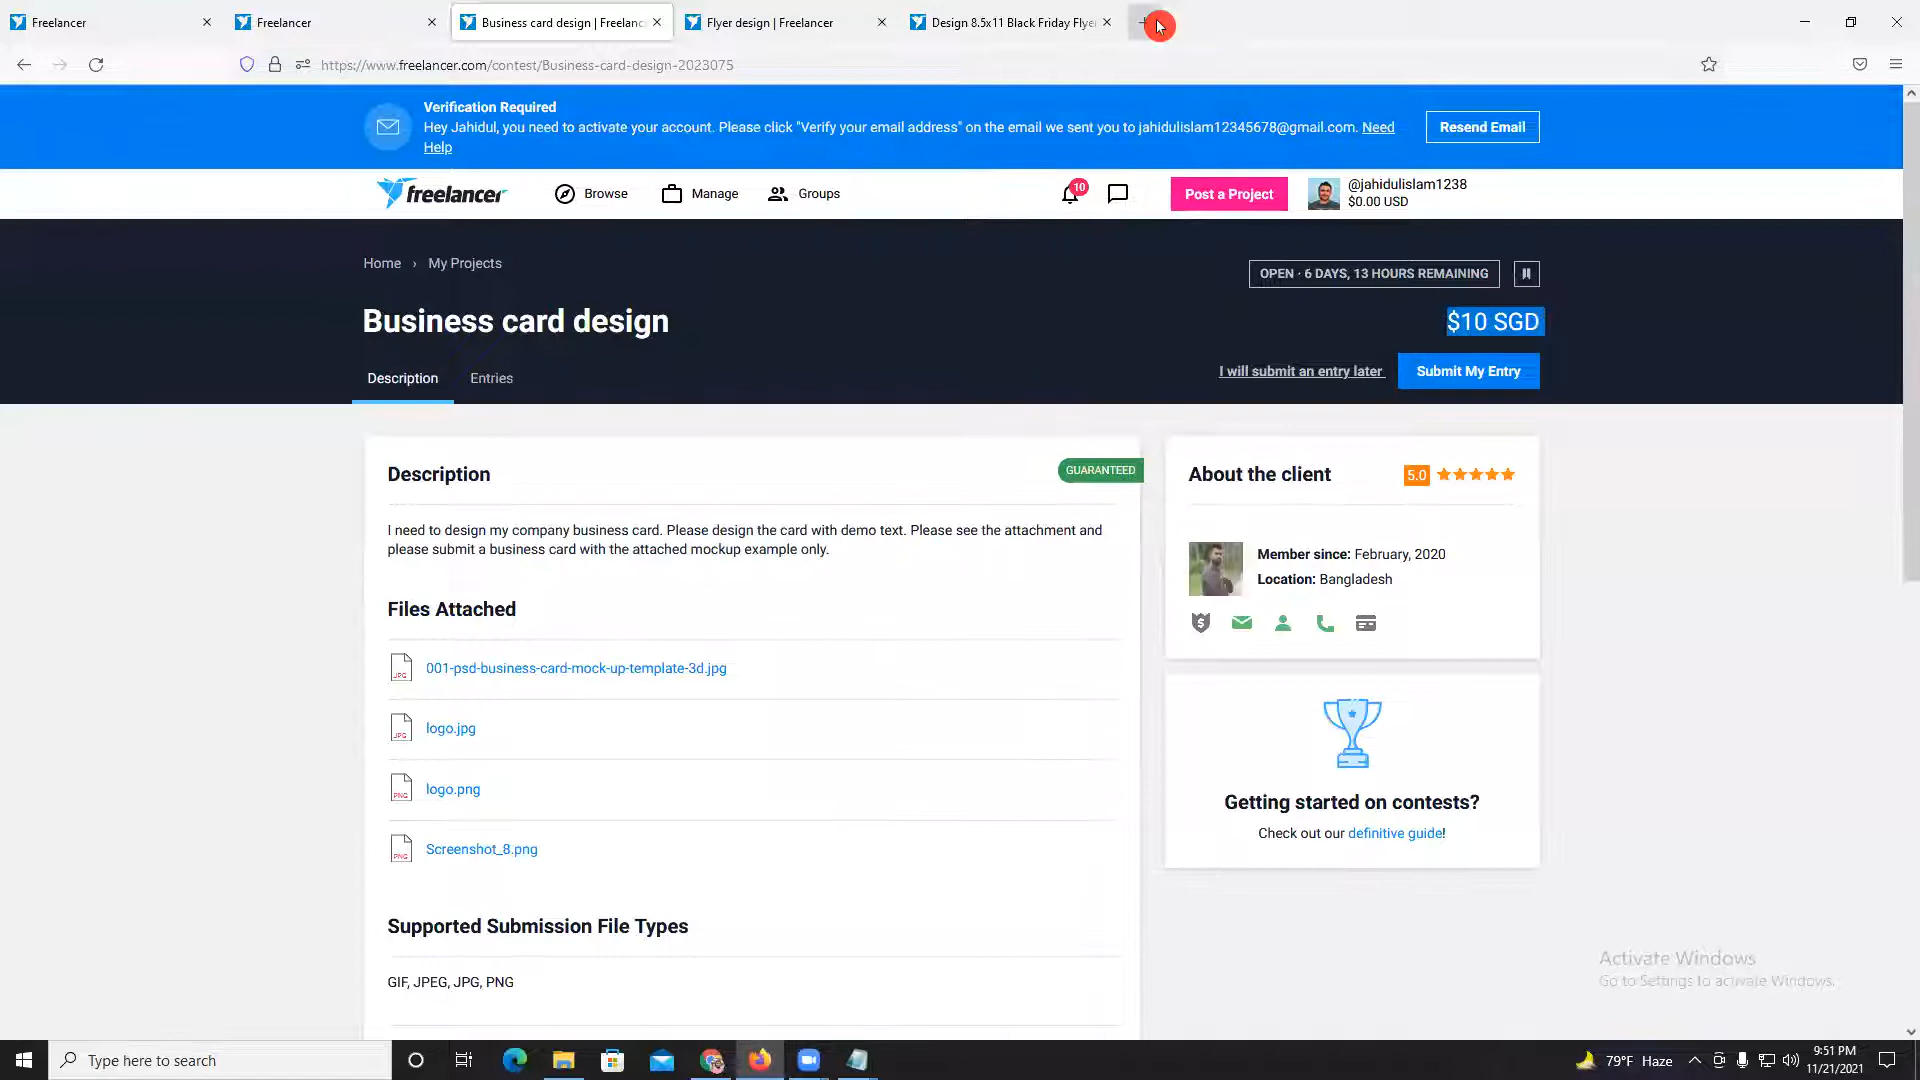 Freelancer
Freelancer
Business card design | Freelanc
Flyer design | Freelancer
Design 8.5x11 Black Friday Flye
https://www.freelancer.com/contest/Business-card-design-2023075
Verification Required
Hey Jahidul, you need to activate your account. Please click "Verify your email address" on the email we sent you to jahidulislam12345678@gmail.com. Need
Help
Resend Email
freelancer
Browse
Manage
Groups
10
Post a Project
@jahidulislam1238
$0.00 USD
Home › My Projects
OPEN · 6 DAYS, 13 HOURS REMAINING
Business card design
$10 SGD
Description
Entries
I will submit an entry later
Submit My Entry
Description
GUARANTEED
I need to design my company business card. Please design the card with demo text. Please see the attachment and
please submit a business card with the attached mockup example only.
Files Attached
JPG
001-psd-business-card-mock-up-template-3d.jpg
JPG
logo.jpg
PNG
logo.png
PNG
Screenshot_8.png
Supported Submission File Types
GIF, JPEG, JPG, PNG
About the client
5.0
Member since: February, 2020
Location: Bangladesh
Getting started on contests?
Check out our definitive guide!
Activate Windows
Go to Settings to activate Windows.
Type here to search
79°F Haze
9:51 PM
11/21/2021